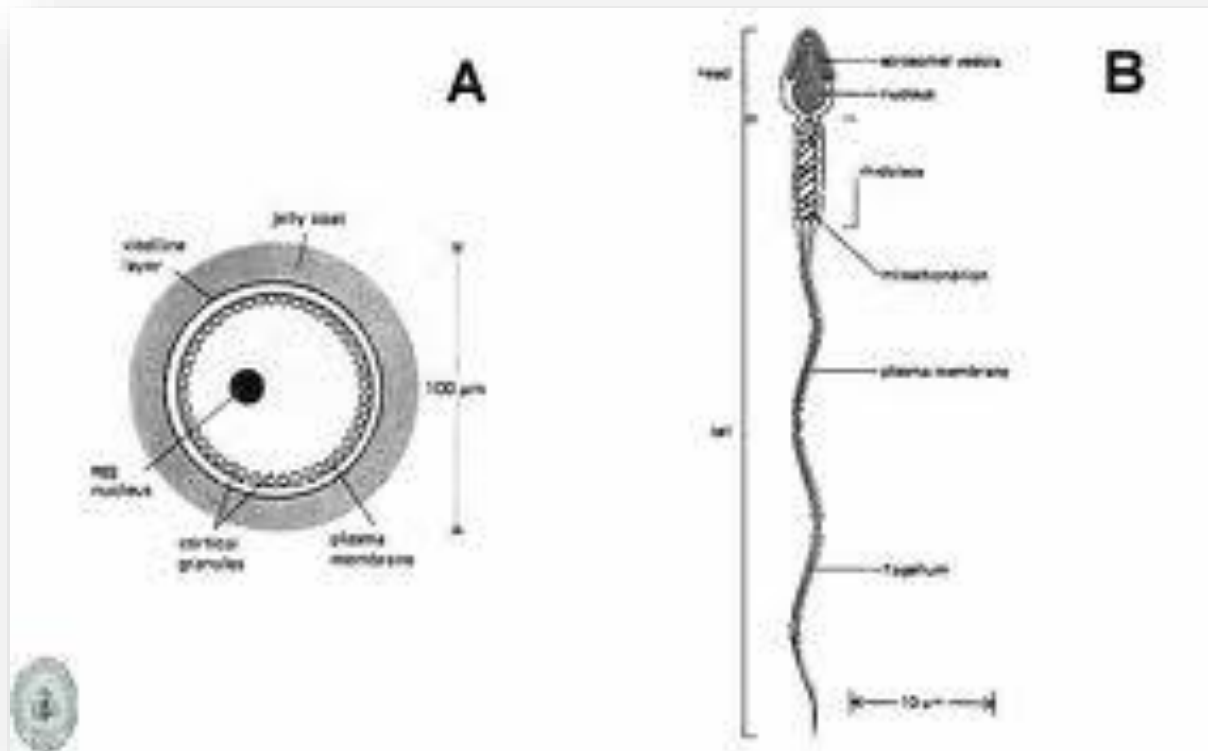 A
jelly coat
vitelline
layer
100 µm
egg
nucleus
cortical
granules
plasma
membrane
B
head
acrosomal vesicle
nucleus
midpiece
mitochondrion
plasma membrane
tail
flagellum
10 µm